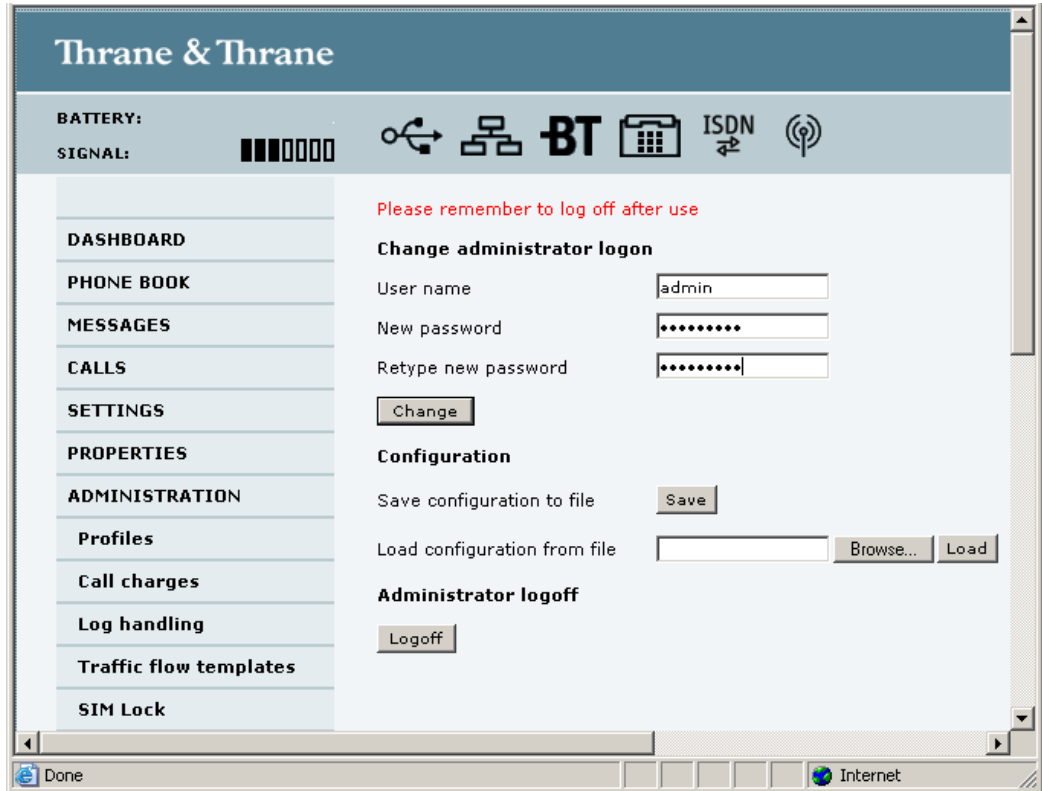 Thrane & Thrane
BATTERY:
SIGNAL:
BT
ISDN
DASHBOARD
PHONE BOOK
MESSAGES
CALLS
SETTINGS
PROPERTIES
ADMINISTRATION
Profiles
Call charges
Log handling
Traffic flow templates
SIM Lock
Please remember to log off after use
Change administrator logon
User name admin
New password •••••••••
Retype new password •••••••••
Change
Configuration
Save configuration to file Save
Load configuration from file Browse... Load
Administrator logoff
Logoff
Done Internet